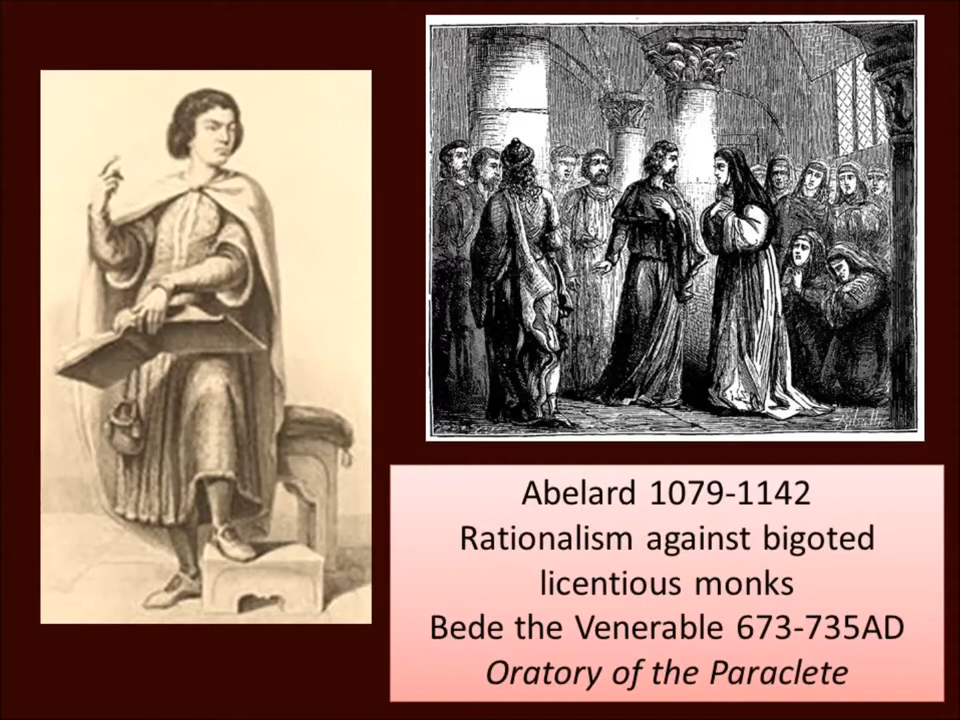 Abelard 1079-1142
Rationalism against bigoted
licentious monks
Bede the Venerable 673-735AD
Oratory of the Paraclete